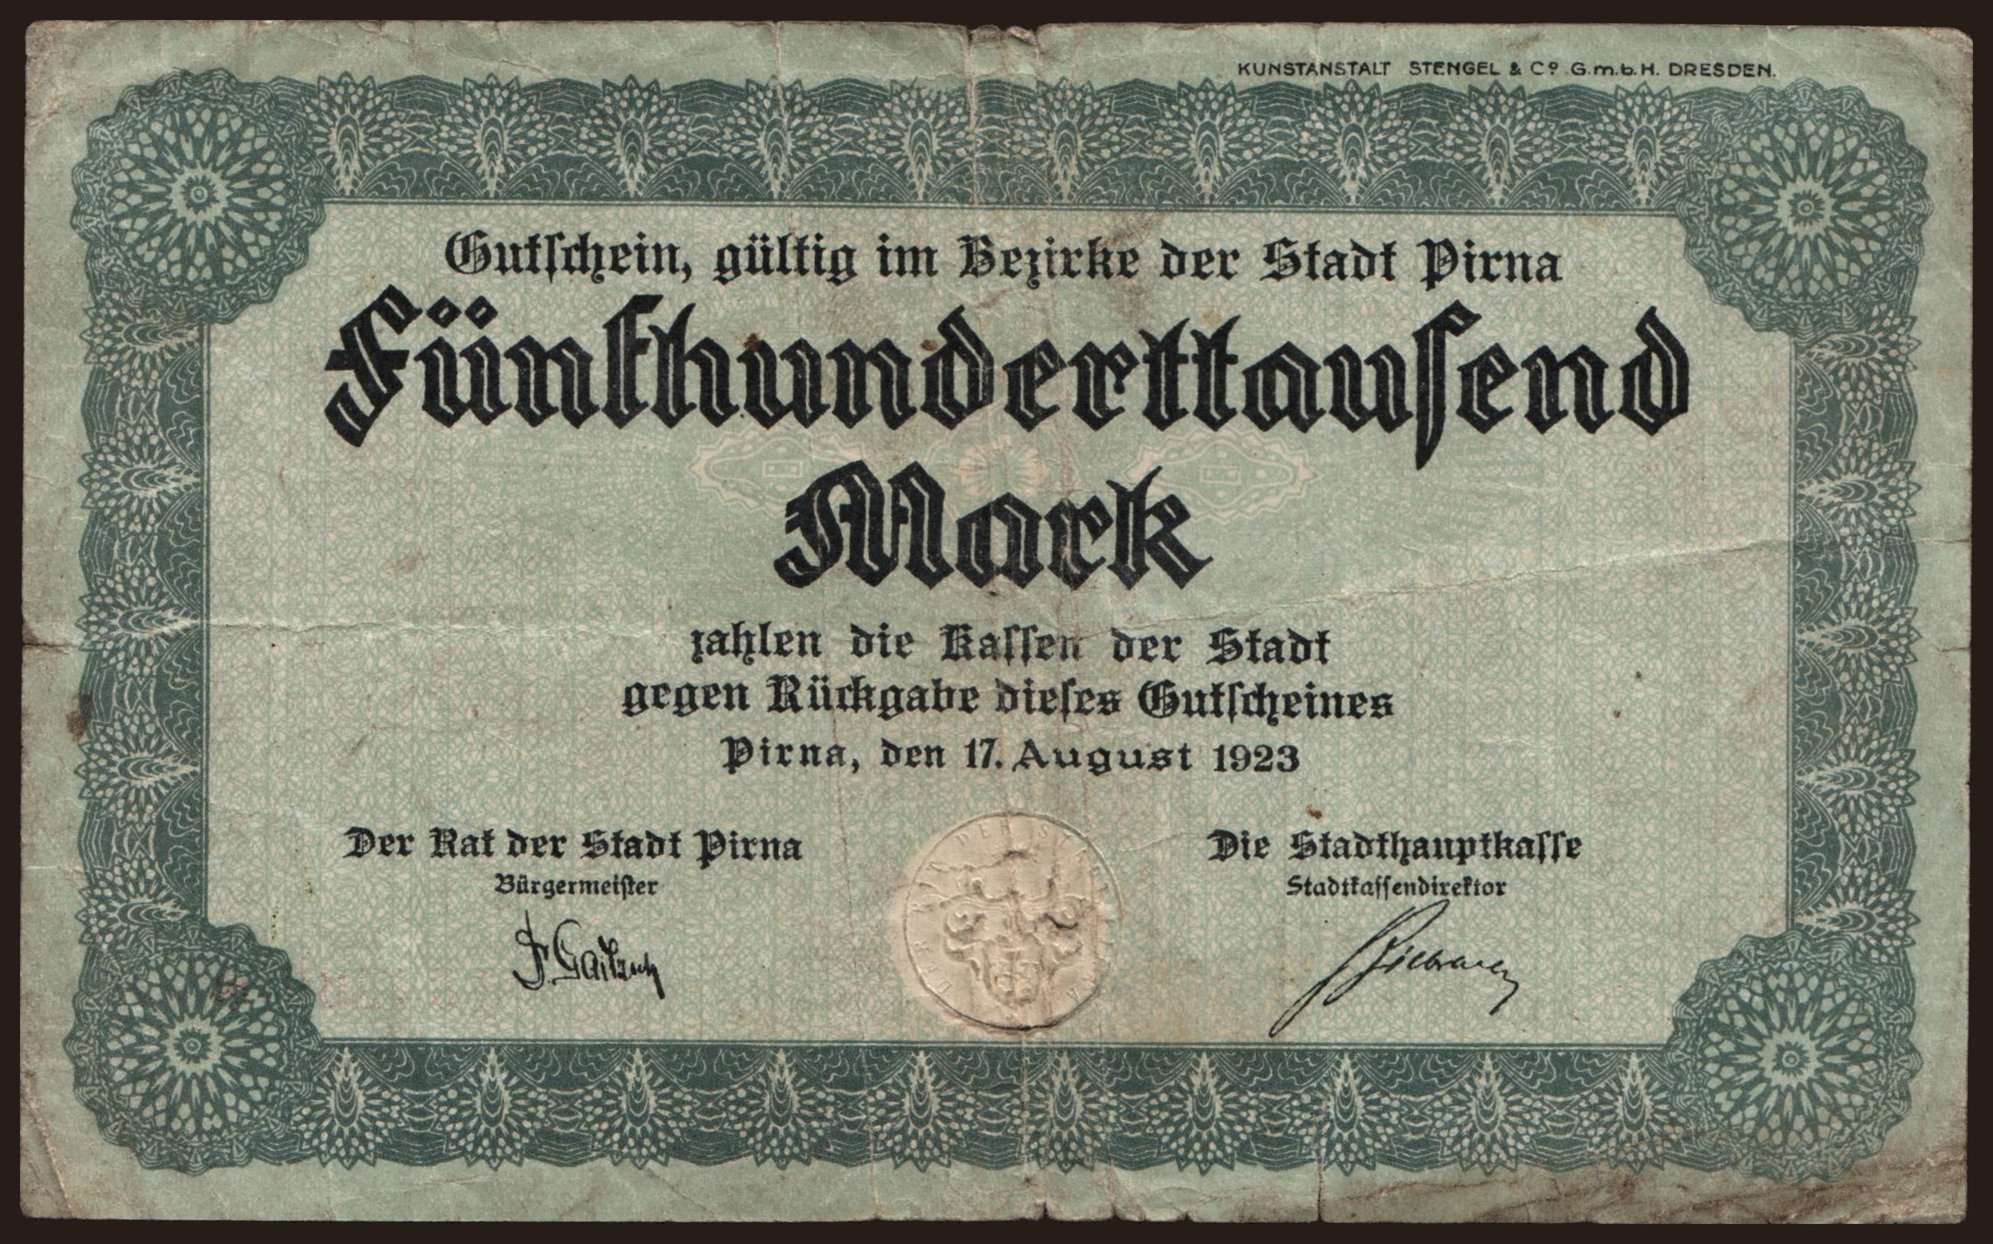 KUNSTANSTALT STENGEL & Co. G.m.b.H. DRESDEN.
Gutschein, gültig im Bezirke der Stadt Pirna
Fünfhunderttausend
Mark
zahlen die Kassen der Stadt
gegen Rückgabe dieses Gutscheines
Pirna, den 17. August 1923
Der Rat der Stadt Pirna
Bürgermeister
Die Stadthauptkasse
Stadtkassendirektor